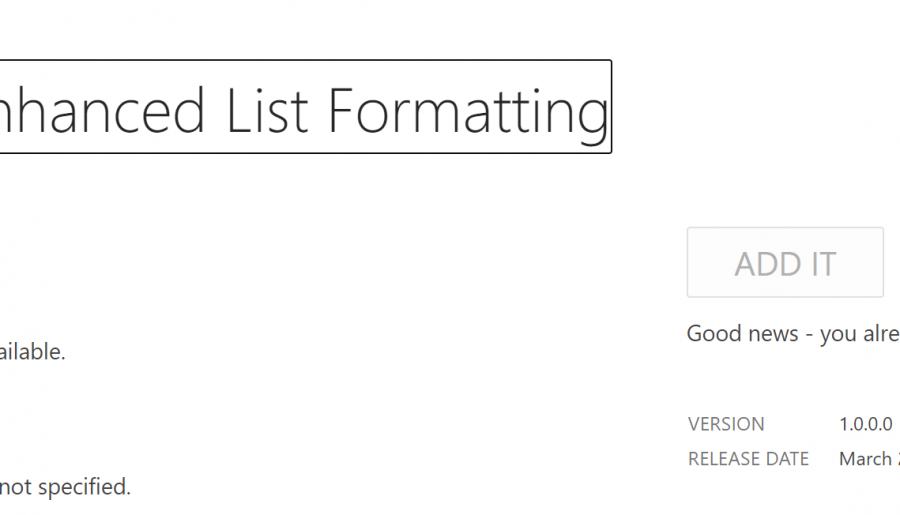 nhanced List Formatting
ADD IT
Good news - you alre
ailable.
VERSION 1.0.0.0
RELEASE DATE March 2
not specified.